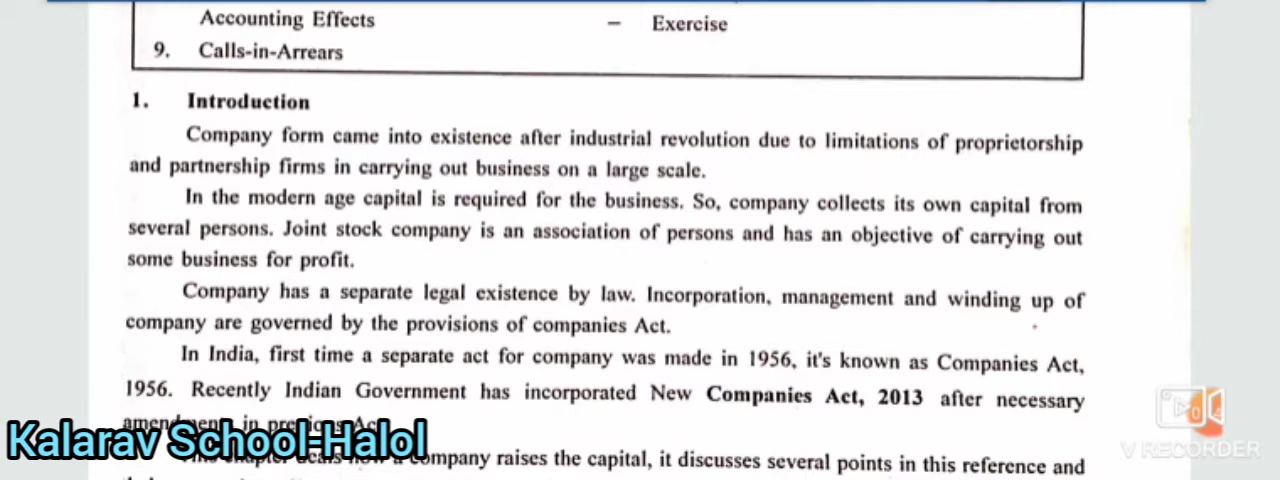 Accounting Effects – Exercise
9. Calls-in-Arrears
1. Introduction
Company form came into existence after industrial revolution due to limitations of proprietorship
and partnership firms in carrying out business on a large scale.
In the modern age capital is required for the business. So, company collects its own capital from
several persons. Joint stock company is an association of persons and has an objective of carrying out
some business for profit.
Company has a separate legal existence by law. Incorporation, management and winding up of
company are governed by the provisions of companies Act.
In India, first time a separate act for company was made in 1956, it's known as Companies Act,
1956. Recently Indian Government has incorporated New Companies Act, 2013 after necessary
in
Kalarav School-Halol
company raises the capital, it discusses several points in this reference and
V RECORDER